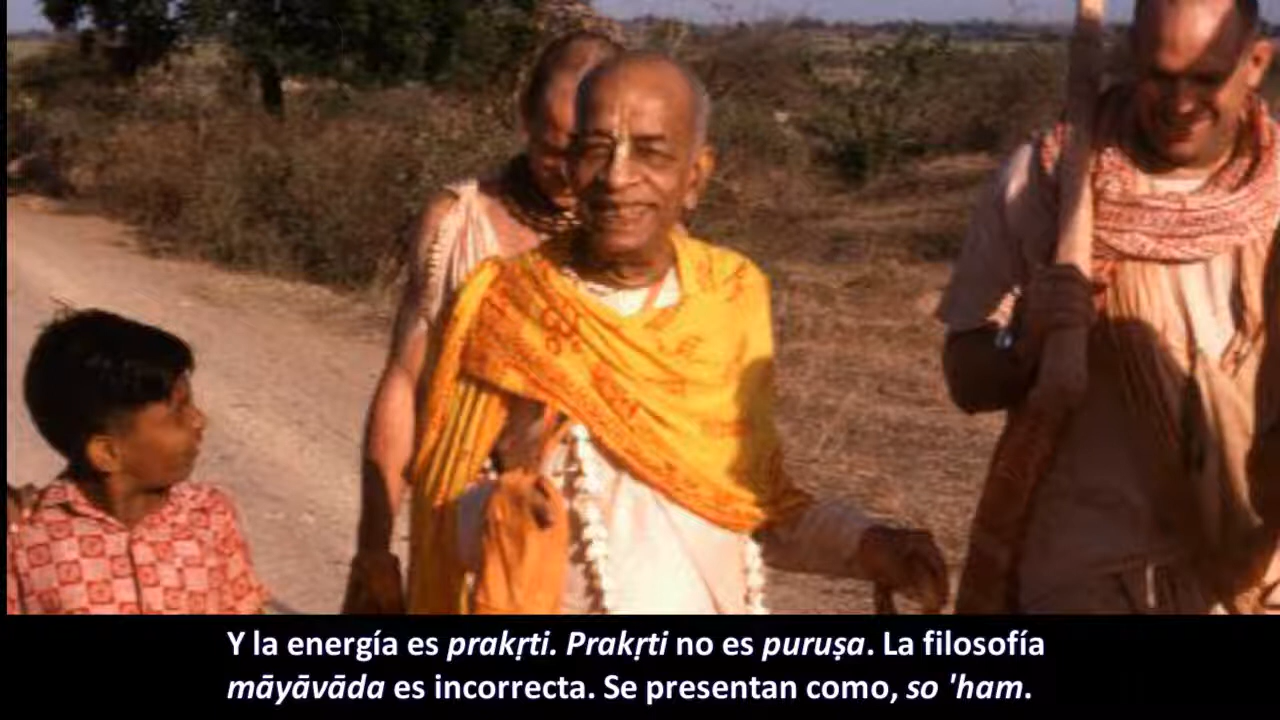 Y la energía es prakṛti. Prakṛti no es puruṣa. La filosofía
māyāvāda es incorrecta. Se presentan como, so 'ham.